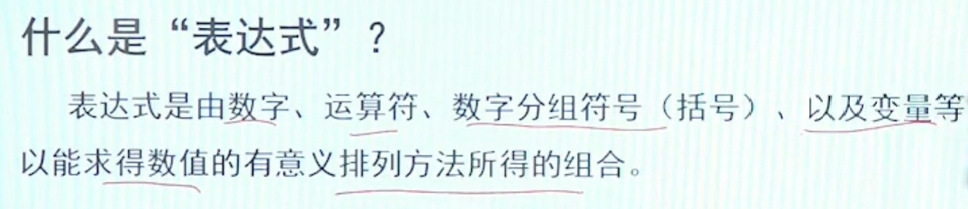 什么是“表达式”？
表达式是由数字、运算符、数字分组符号（括号）、以及变量等
以能求得数值的有意义排列方法所得的组合。